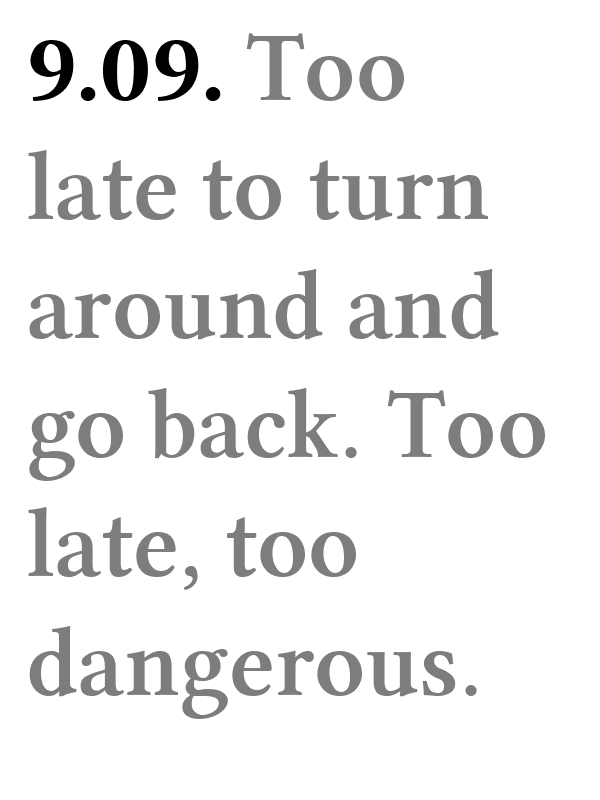 9.09. Too
late to turn
around and
go back. Too
late, too
dangerous.